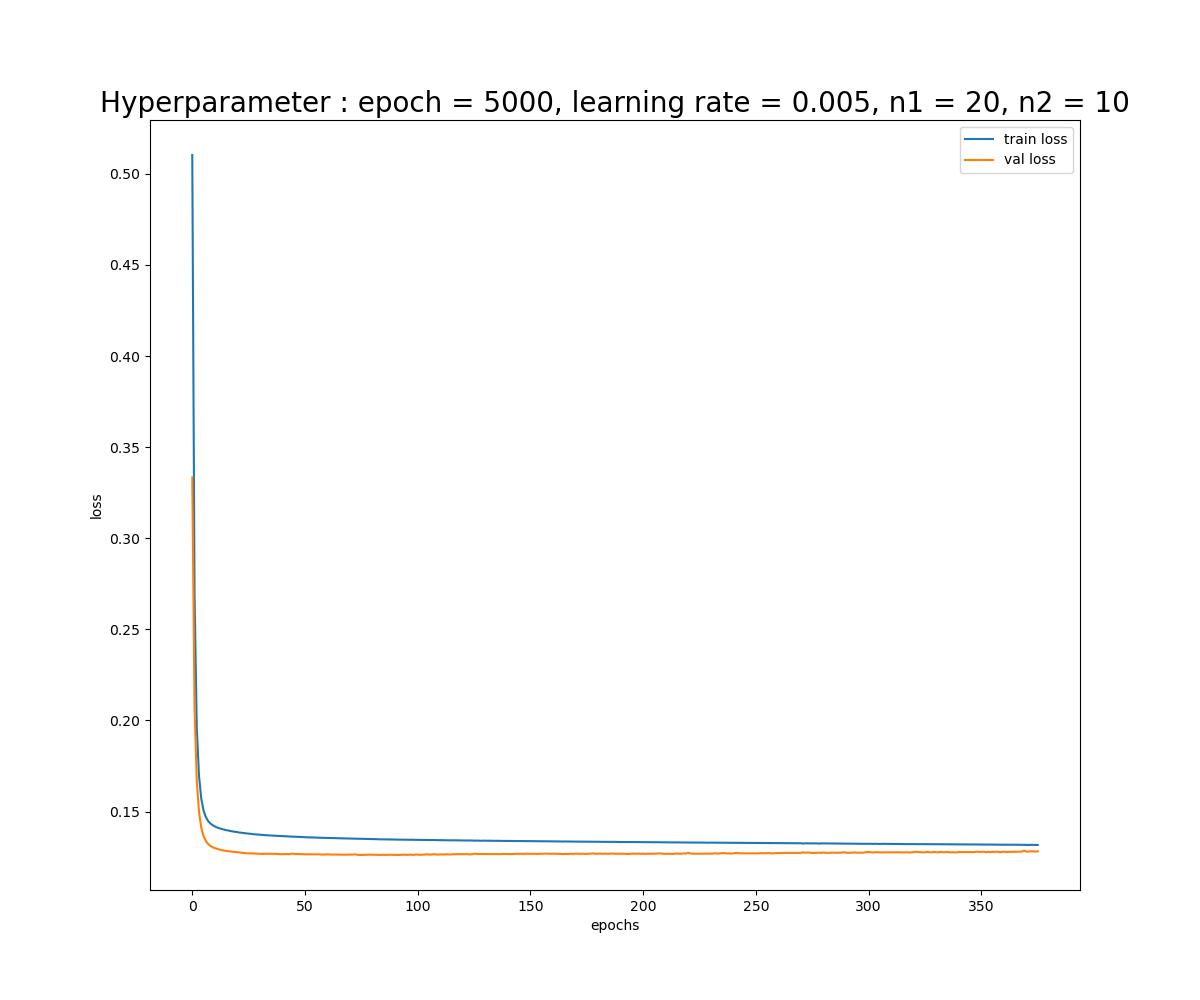 Hyperparameter : epoch = 5000, learning rate = 0.005, n1 = 20, n2 = 10
train loss
val loss
0.50
0.45
0.40
0.35
0.30
0.25
0.20
0.15
loss
0 50 100 150 200 250 300 350
epochs